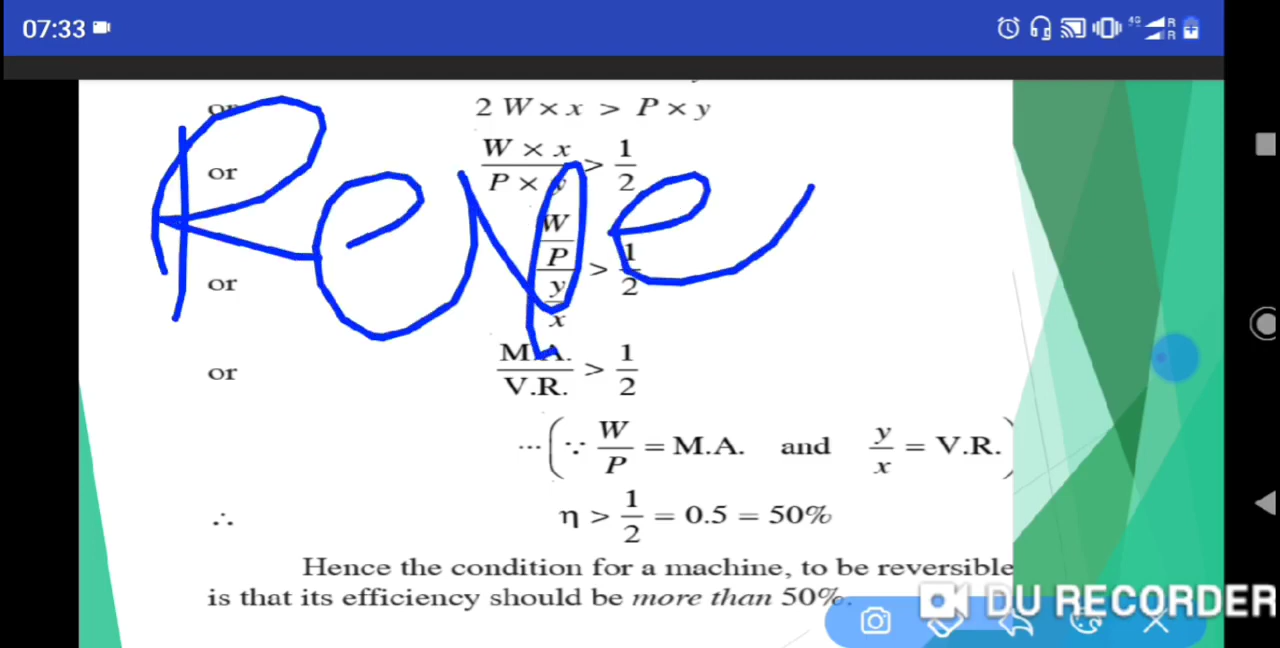 07:33
4G R
R
or 2 W × x > P × y
or W × x / P × y > 1/2
Reve
or W/P / y/x > 1/2
or M.A. / V.R. > 1/2
... (∵ W/P = M.A. and y/x = V.R.)
∴ η > 1/2 = 0.5 = 50%
Hence the condition for a machine, to be reversible
is that its efficiency should be more than 50%.
DU RECORDER